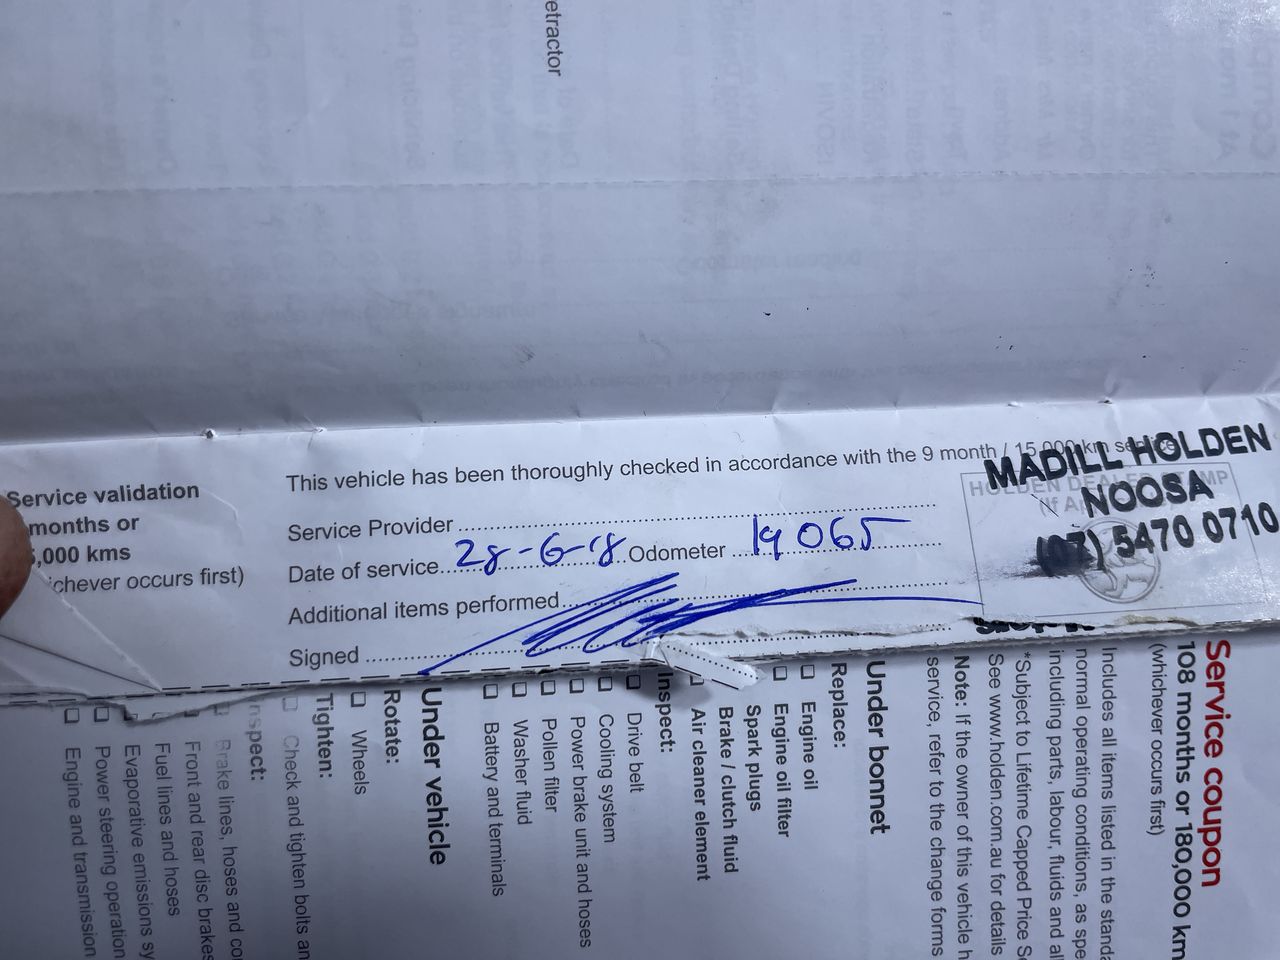 etractor
Service validation
months or
,000 kms
ichever occurs first)
This vehicle has been thoroughly checked in accordance with the 9 month / 15,000 km service
Service Provider
Date of service 28-6-18 Odometer 19065
Additional items performed
Signed
HOLDEN DEALER STAMP
MADILL HOLDEN
NOOSA
(07) 5470 0710
Service coupon
108 months or 180,000 km
(whichever occurs first)
Includes all items listed in the standa
normal operating conditions, as spe
including parts, labour, fluids and al
*Subject to Lifetime Capped Price Se
See www.holden.com.au for details
Note: If the owner of this vehicle h
service, refer to the change forms
Under bonnet
Replace:
Engine oil
Engine oil filter
Spark plugs
Brake / clutch fluid
Air cleaner element
Inspect:
Drive belt
Cooling system
Power brake unit and hoses
Pollen filter
Washer fluid
Battery and terminals
Under vehicle
Rotate:
Wheels
Tighten:
Check and tighten bolts an
nspect:
Brake lines, hoses and co
Front and rear disc brakes
Fuel lines and hoses
Evaporative emissions sy
Power steering operation
Engine and transmission